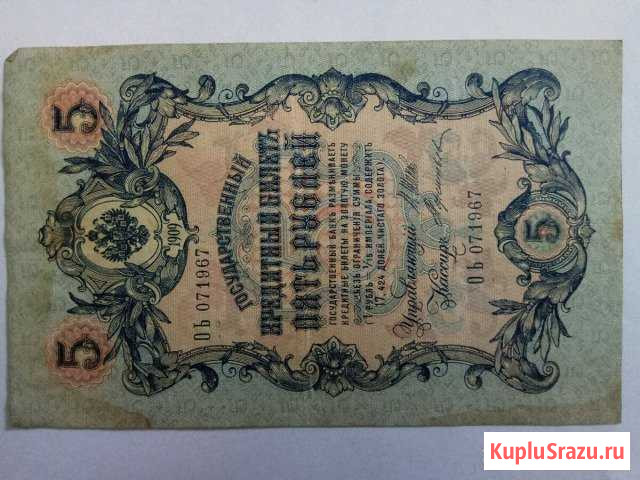 5
5
1909
ГОСУДАРСТВЕННЫЙ
КРЕДИТНЫЙ БИЛЕТЪ
ПЯТЬ РУБЛЕЙ
ОЬ 071967
ГОСУДАРСТВЕННЫЙ БАНКЪ РАЗМѢНИВАЕТЪ
КРЕДИТНЫЕ БИЛЕТЫ НА ЗОЛОТУЮ МОНЕТУ
БЕЗЪ ОГРАНИЧЕНІЯ СУММЫ
(1 РУБЛЬ = 1/15 ИМПЕРІАЛА, СОДЕРЖИТЪ
17,424 ДОЛЕЙ ЧИСТАГО ЗОЛОТА)
Управляющій
Кассиръ
ОЬ 071967
5
KupluSrazu.ru